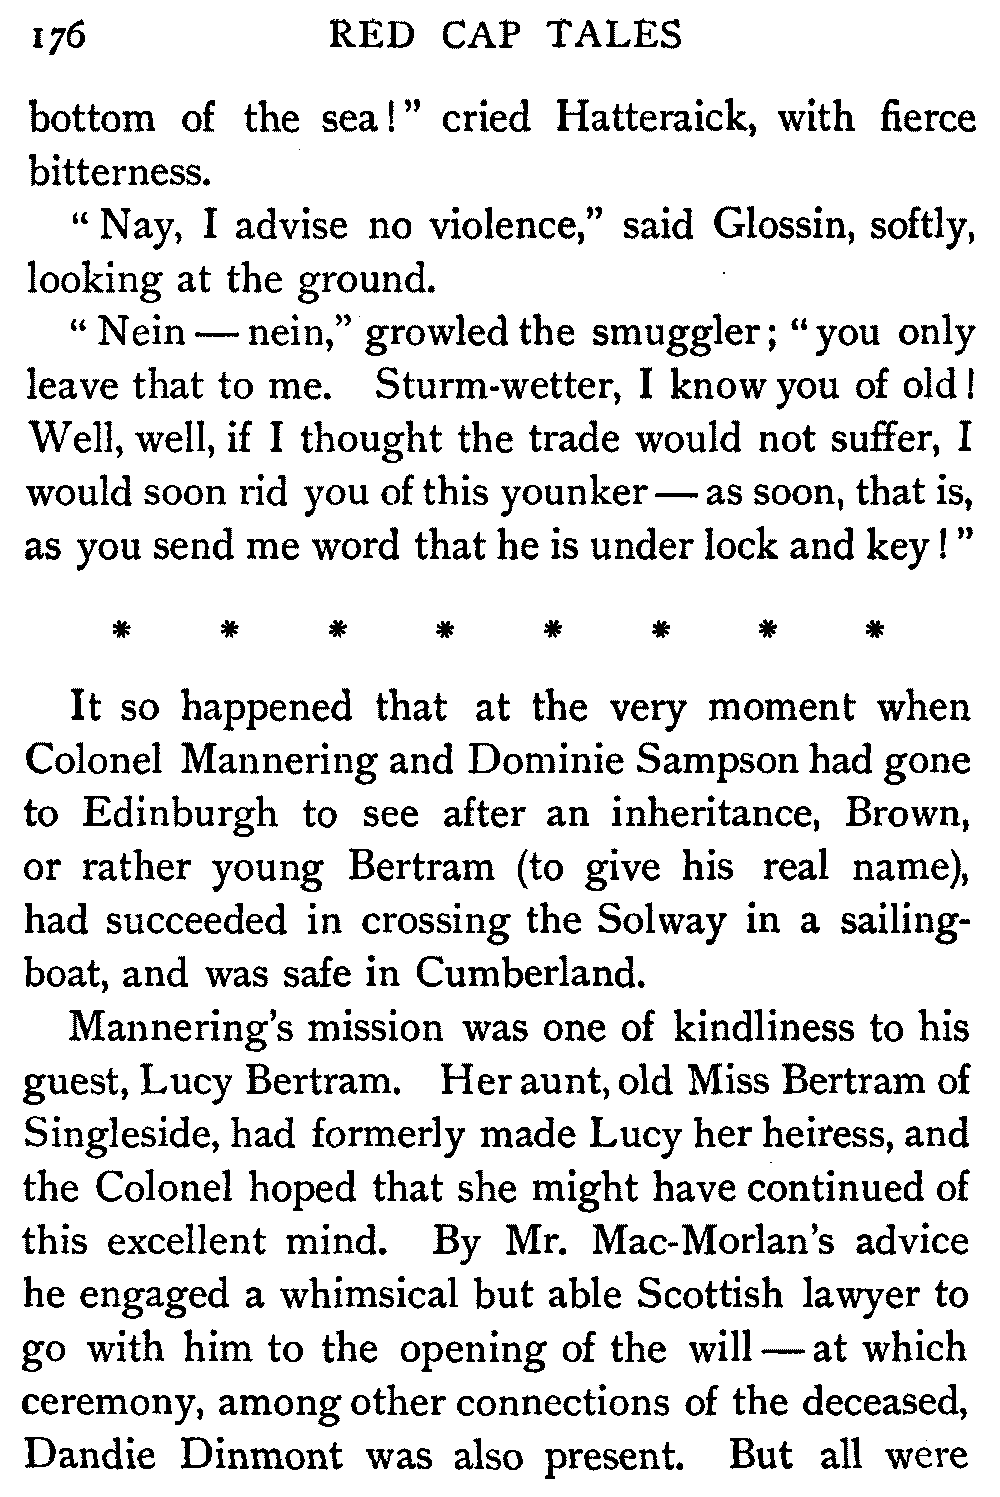 176 RED CAP TALES
bottom of the sea!" cried Hatteraick, with fierce
bitterness.
"Nay, I advise no violence," said Glossin, softly,
looking at the ground.
"Nein — nein," growled the smuggler; "you only
leave that to me. Sturm-wetter, I know you of old!
Well, well, if I thought the trade would not suffer, I
would soon rid you of this younker — as soon, that is,
as you send me word that he is under lock and key!"
* * * * * * * *
It so happened that at the very moment when
Colonel Mannering and Dominie Sampson had gone
to Edinburgh to see after an inheritance, Brown,
or rather young Bertram (to give his real name),
had succeeded in crossing the Solway in a sailing-
boat, and was safe in Cumberland.
Mannering's mission was one of kindliness to his
guest, Lucy Bertram. Her aunt, old Miss Bertram of
Singleside, had formerly made Lucy her heiress, and
the Colonel hoped that she might have continued of
this excellent mind. By Mr. Mac-Morlan's advice
he engaged a whimsical but able Scottish lawyer to
go with him to the opening of the will — at which
ceremony, among other connections of the deceased,
Dandie Dinmont was also present. But all were